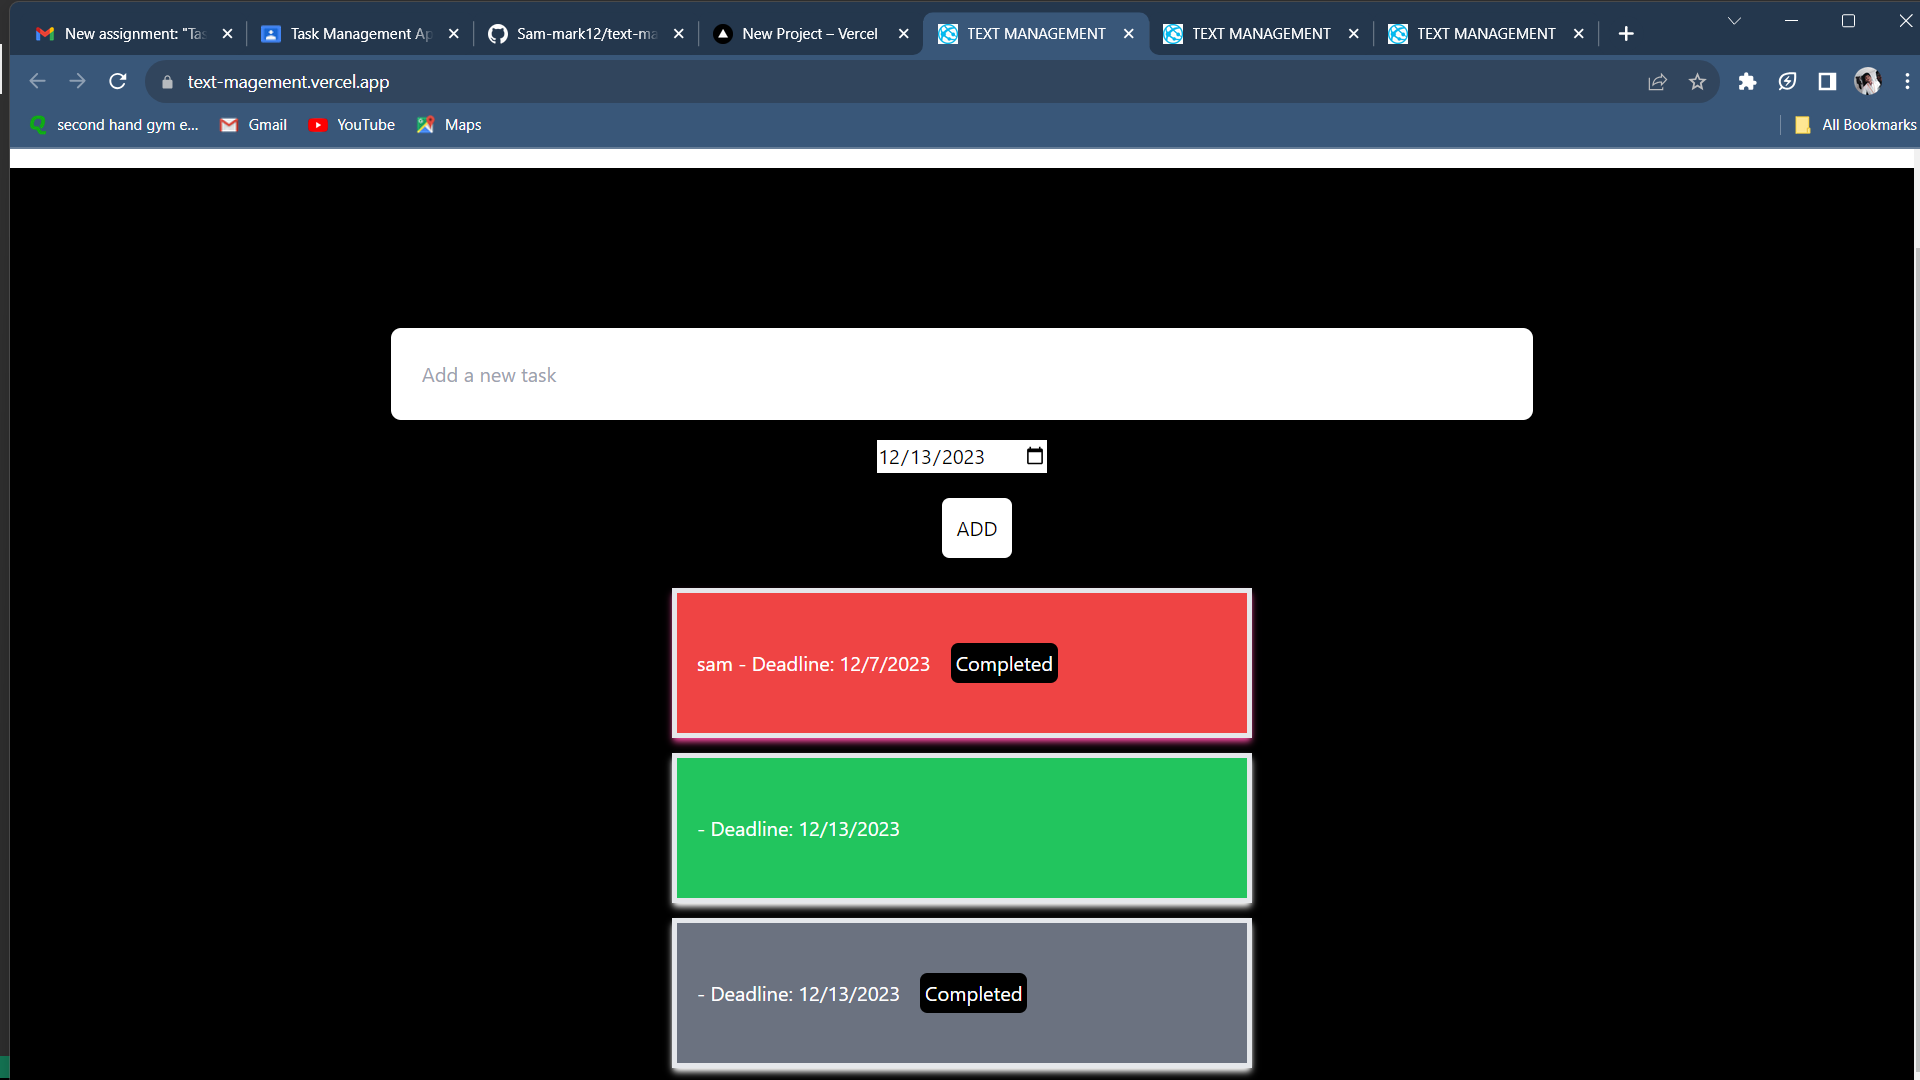 New assignment: "Tas
Task Management Ap
Sam-mark12/text-ma
New Project – Vercel
TEXT MANAGEMENT
TEXT MANAGEMENT
TEXT MANAGEMENT
text-magement.vercel.app
second hand gym e...
Gmail
YouTube
Maps
All Bookmarks
Add a new task
12/13/2023
ADD
sam - Deadline: 12/7/2023 Completed
- Deadline: 12/13/2023
- Deadline: 12/13/2023 Completed